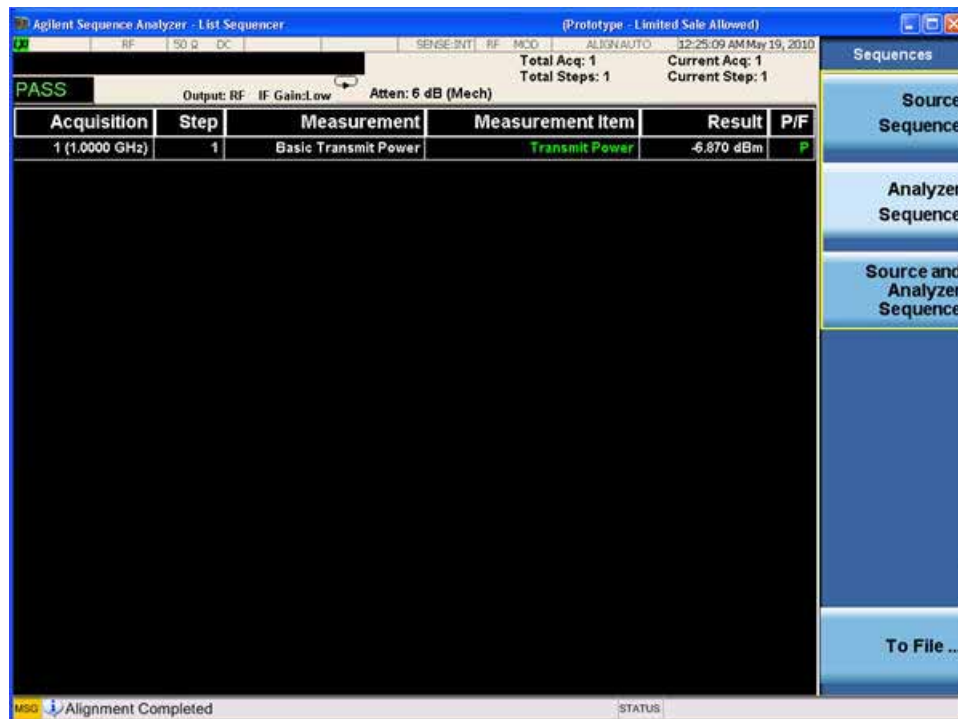 Agilent Sequence Analyzer - List Sequencer (Prototype - Limited Sale Allowed)
RF 50 Ω DC SENSE:INT RF MOD ALIGN AUTO 12:25:09 AM May 19, 2010
Total Acq: 1 Current Acq: 1
Total Steps: 1 Current Step: 1
PASS Output: RF IF Gain:Low Atten: 6 dB (Mech)
Acquisition Step Measurement Measurement Item Result P/F
1 (1.0000 GHz) 1 Basic Transmit Power Transmit Power -6.870 dBm P
Sequences
Source
Sequence
Analyzer
Sequence
Source and
Analyzer
Sequence
To File ..
MSG Alignment Completed STATUS